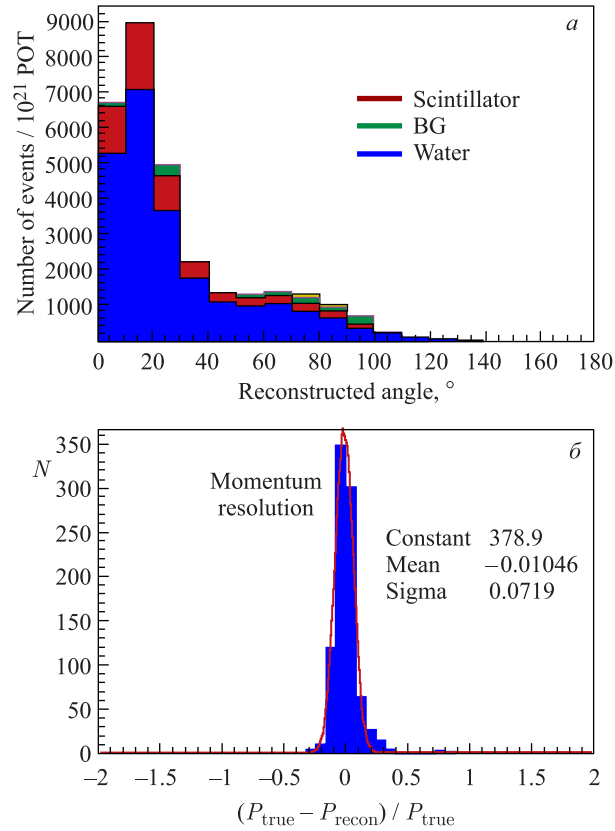 a
Number of events / 10²¹ POT
9000
8000
7000
6000
5000
4000
3000
2000
1000
Scintillator
BG
Water
0 20 40 60 80 100 120 140 160 180
Reconstructed angle, °
б
N
350
300
250
200
150
100
50
0
Momentum
resolution
Constant 378.9
Mean −0.01046
Sigma 0.0719
−2 −1.5 −1 −0.5 0 0.5 1 1.5 2
(P_true − P_recon) / P_true